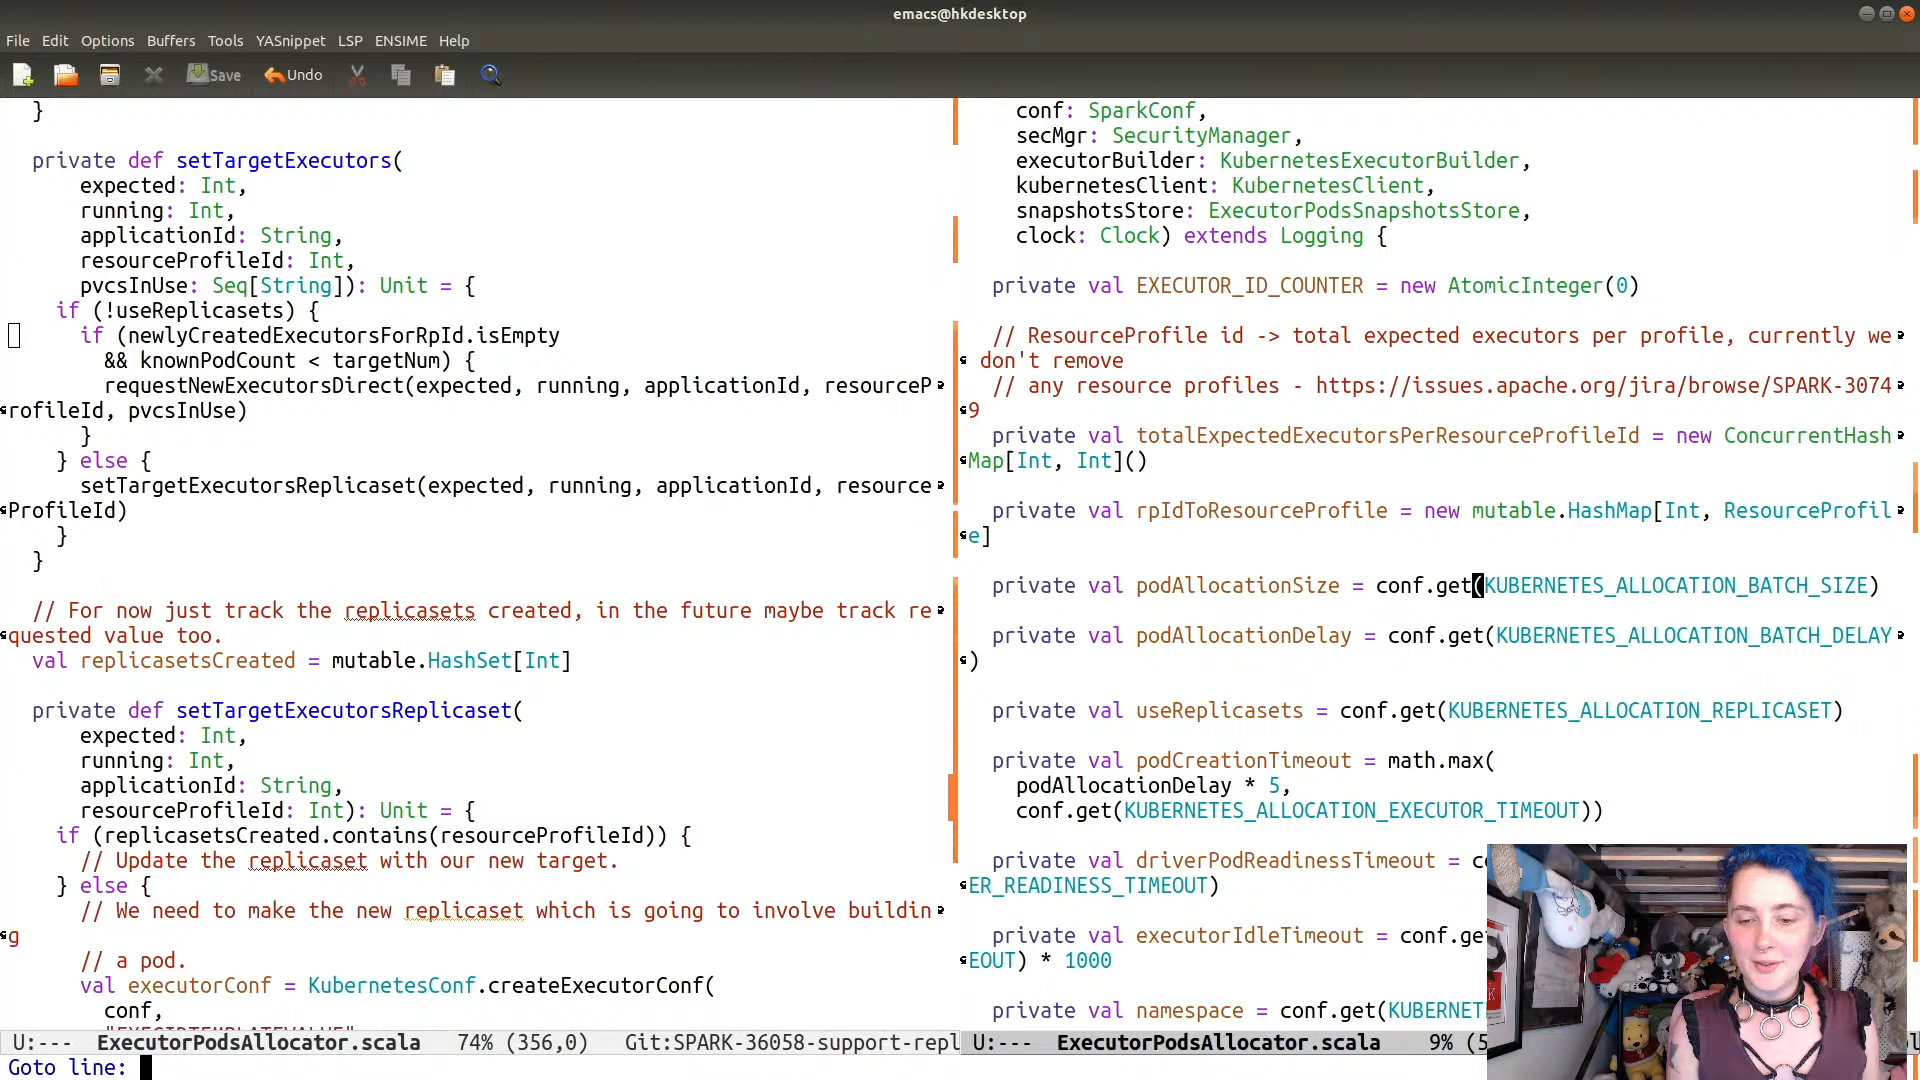 emacs@hkdesktop
File Edit Options Buffers Tools YASnippet LSP ENSIME Help
Save Undo
}
private def setTargetExecutors(
expected: Int,
running: Int,
applicationId: String,
resourceProfileId: Int,
pvcsInUse: Seq[String]): Unit = {
if (!useReplicasets) {
if (newlyCreatedExecutorsForRpId.isEmpty
&& knownPodCount < targetNum) {
requestNewExecutorsDirect(expected, running, applicationId, resourceP
rofileId, pvcsInUse)
}
} else {
setTargetExecutorsReplicaset(expected, running, applicationId, resource
ProfileId)
}
}
// For now just track the replicasets created, in the future maybe track re
quested value too.
val replicasetsCreated = mutable.HashSet[Int]
private def setTargetExecutorsReplicaset(
expected: Int,
running: Int,
applicationId: String,
resourceProfileId: Int): Unit = {
if (replicasetsCreated.contains(resourceProfileId)) {
// Update the replicaset with our new target.
} else {
// We need to make the new replicaset which is going to involve buildin
g
// a pod.
val executorConf = KubernetesConf.createExecutorConf(
conf,
U:--- ExecutorPodsAllocator.scala 74% (356,0) Git:SPARK-36058-support-repl
Goto line:
conf: SparkConf,
secMgr: SecurityManager,
executorBuilder: KubernetesExecutorBuilder,
kubernetesClient: KubernetesClient,
snapshotsStore: ExecutorPodsSnapshotsStore,
clock: Clock) extends Logging {
private val EXECUTOR_ID_COUNTER = new AtomicInteger(0)
// ResourceProfile id -> total expected executors per profile, currently we
don't remove
// any resource profiles - https://issues.apache.org/jira/browse/SPARK-3074
9
private val totalExpectedExecutorsPerResourceProfileId = new ConcurrentHash
Map[Int, Int]()
private val rpIdToResourceProfile = new mutable.HashMap[Int, ResourceProfil
e]
private val podAllocationSize = conf.get(KUBERNETES_ALLOCATION_BATCH_SIZE)
private val podAllocationDelay = conf.get(KUBERNETES_ALLOCATION_BATCH_DELAY
)
private val useReplicasets = conf.get(KUBERNETES_ALLOCATION_REPLICASET)
private val podCreationTimeout = math.max(
podAllocationDelay * 5,
conf.get(KUBERNETES_ALLOCATION_EXECUTOR_TIMEOUT))
private val driverPodReadinessTimeout = co
ER_READINESS_TIMEOUT)
private val executorIdleTimeout = conf.ge
EOUT) * 1000
private val namespace = conf.get(KUBERNET
U:--- ExecutorPodsAllocator.scala 9% (5